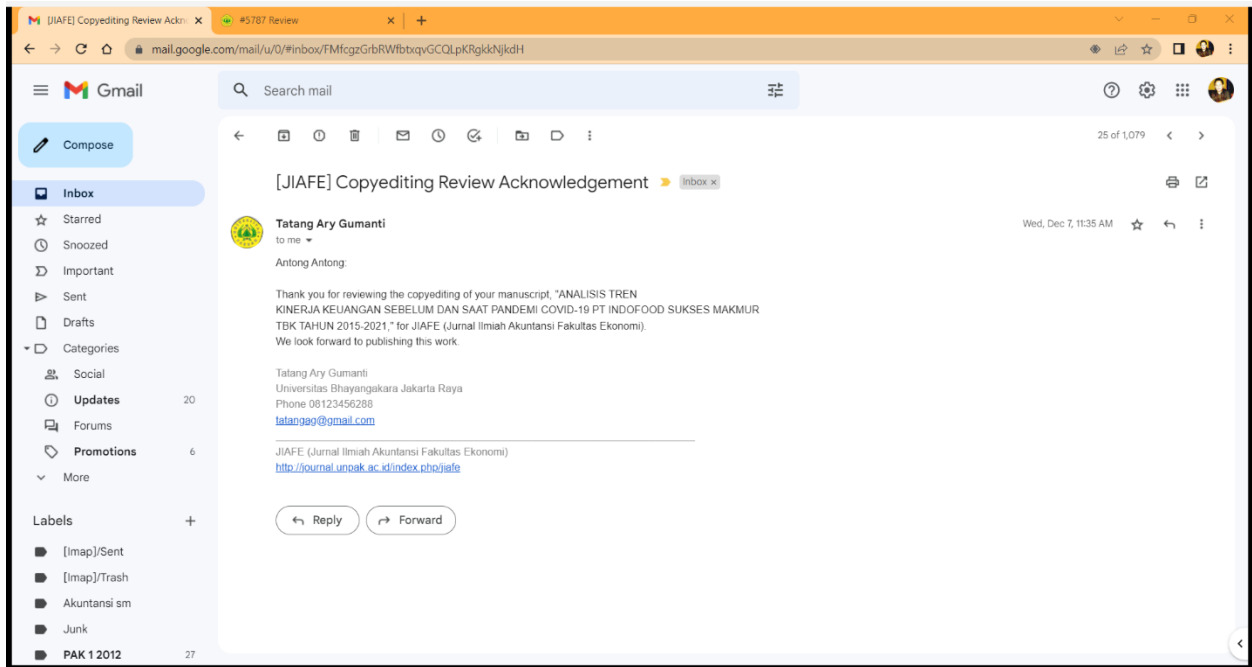 [JIAFE] Copyediting Review Ackno
#5787 Review
mail.google.com/mail/u/0/#inbox/FMfcgzGrbRWfbtxqvGCQLpKRgkkNjkdH
Gmail
Search mail
Compose
25 of 1,079
[JIAFE] Copyediting Review Acknowledgement
Inbox ×
Inbox
Starred
Snoozed
Important
Sent
Drafts
Categories
Social
Updates 20
Forums
Promotions 6
More
Labels
[Imap]/Sent
[Imap]/Trash
Akuntansi sm
Junk
PAK 1 2012 27
Tatang Ary Gumanti
Wed, Dec 7, 11:35 AM
to me
Antong Antong:
Thank you for reviewing the copyediting of your manuscript, "ANALISIS TREN
KINERJA KEUANGAN SEBELUM DAN SAAT PANDEMI COVID-19 PT INDOFOOD SUKSES MAKMUR
TBK TAHUN 2015-2021," for JIAFE (Jurnal Ilmiah Akuntansi Fakultas Ekonomi).
We look forward to publishing this work.
Tatang Ary Gumanti
Universitas Bhayangakara Jakarta Raya
Phone 08123456288
tatangag@gmail.com
JIAFE (Jurnal Ilmiah Akuntansi Fakultas Ekonomi)
http://journal.unpak.ac.id/index.php/jiafe
Reply
Forward